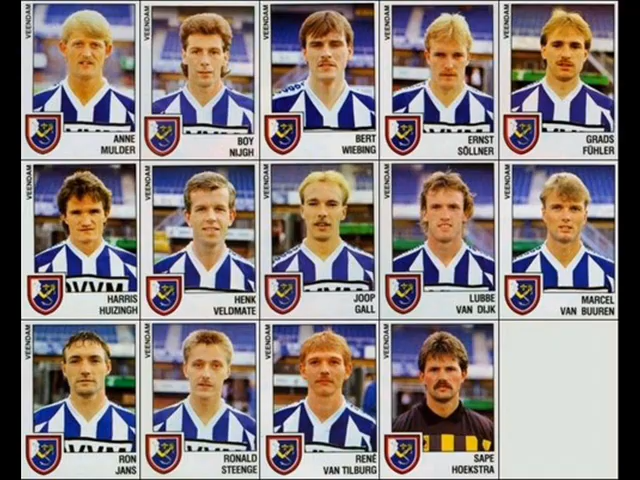 VEENDAM
ANNE
MULDER
VEENDAM
BOY
NIJGH
VEENDAM
BERT
WIEBING
VEENDAM
ERNST
SÖLLNER
VEENDAM
GRADS
FÜHLER
VEENDAM
HARRIS
HUIZINGH
VEENDAM
HENK
VELDMATE
VEENDAM
JOOP
GALL
VEENDAM
LUBBE
VAN DIJK
VEENDAM
MARCEL
VAN BUUREN
VEENDAM
RON
JANS
VEENDAM
RONALD
STEENGE
VEENDAM
RENÉ
VAN TILBURG
VEENDAM
SAPE
HOEKSTRA